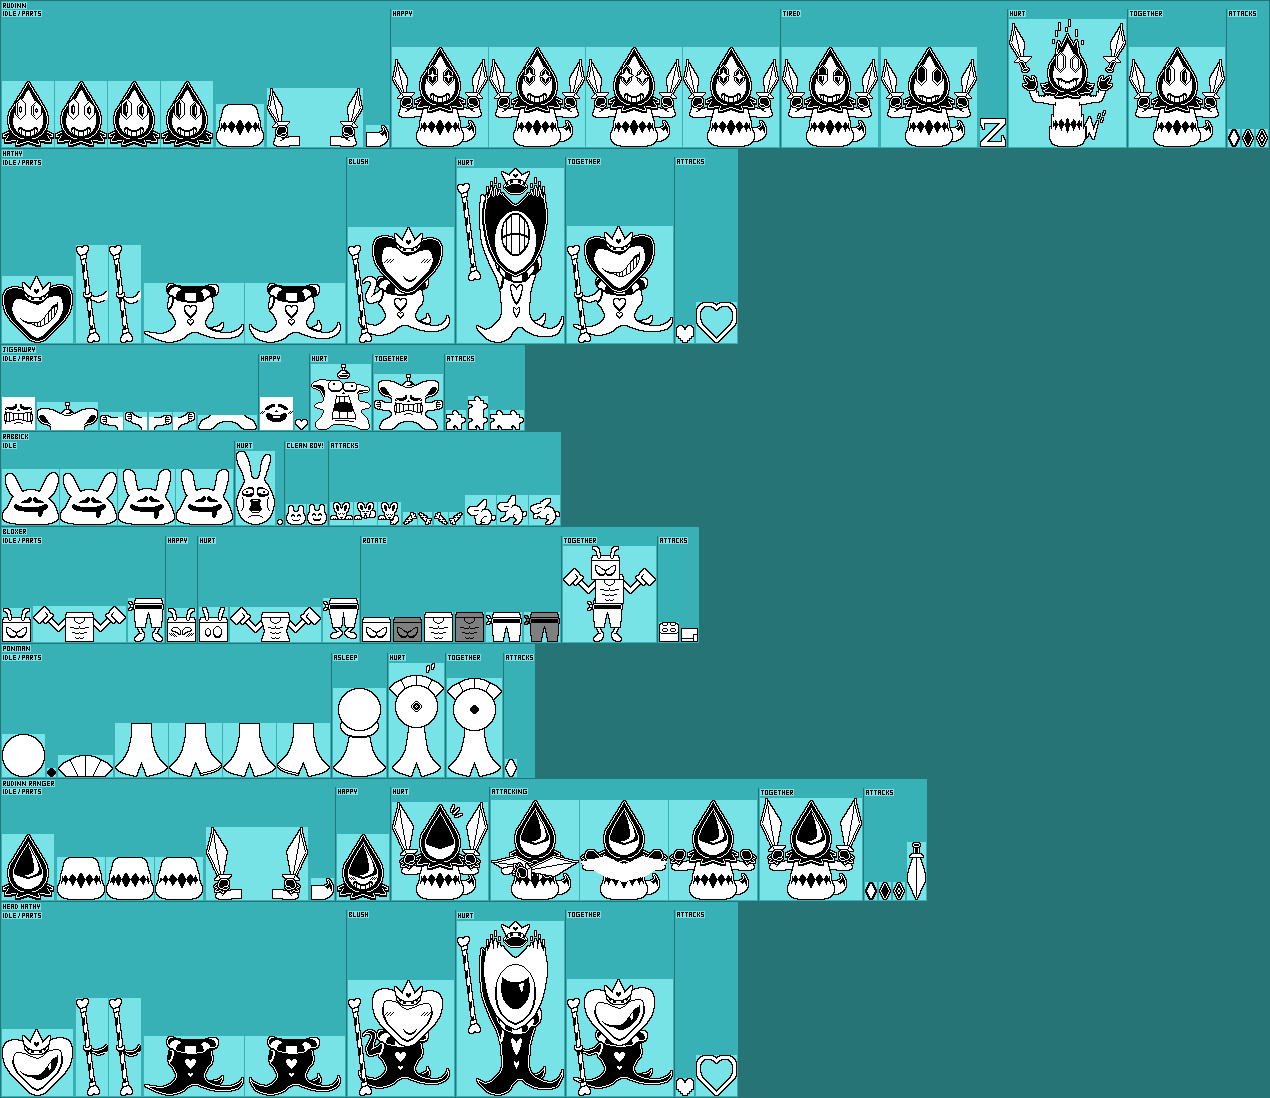 RUDINN
IDLE/PARTS HAPPY TIRED HURT TOGETHER ATTACKS
Z
HATHY
IDLE/PARTS BLUSH HURT TOGETHER ATTACKS
JIGSAWRY
IDLE/PARTS HAPPY HURT TOGETHER ATTACKS
RABBICK
IDLE HURT CLEAN BOY! ATTACKS
BLOXER
IDLE/PARTS HAPPY HURT ROTATE TOGETHER ATTACKS
PONMAN
IDLE/PARTS ASLEEP HURT TOGETHER ATTACKS
RUDINN RANGER
IDLE/PARTS HAPPY HURT ATTACKING TOGETHER ATTACKS
HEAD HATHY
IDLE/PARTS BLUSH HURT TOGETHER ATTACKS